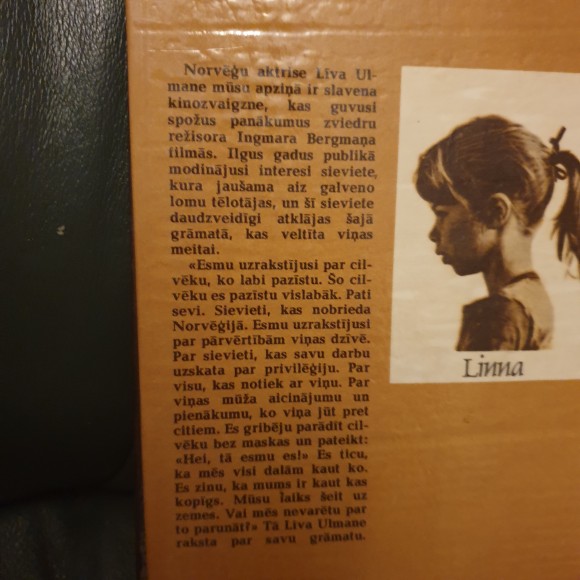 Norvēģu aktrise Līva Ul-
mane mūsu apziņā ir slavena
kinozvaigzne, kas guvusi
spožus panākumus zviedru
režisora Ingmara Bergmaņa
filmās. Ilgus gadus publikā
modinājusi interesi sieviete,
kura jaušama aiz galveno
lomu tēlotājas, un šī sieviete
daudzveidīgi atklājas šajā
grāmatā, kas veltīta viņas
meitai.
«Esmu uzrakstījusi par cil-
vēku, ko labi pazīstu. Šo cil-
vēku es pazīstu vislabāk. Pati
sevi. Sievieti, kas nobrieda
Norvēģijā. Esmu uzrakstījusi
par pārvērtībām viņas dzīvē.
Par sievieti, kas savu darbu
uzskata par privilēģiju. Par
visu, kas notiek ar viņu. Par
viņas mūža aicinājumu un
pienākumu, ko viņa jūt pret
citiem. Es gribēju parādīt cil-
vēku bez maskas un pateikt:
«Hei, tā esmu es!» Es ticu,
ka mēs visi dalām kaut ko.
Es zinu, ka mums ir kaut kas
kopīgs. Mūsu laiks šeit uz
zemes. Vai mēs nevarētu par
to parunāt?» Tā Līva Ulmane
raksta par savu grāmatu.
Linna